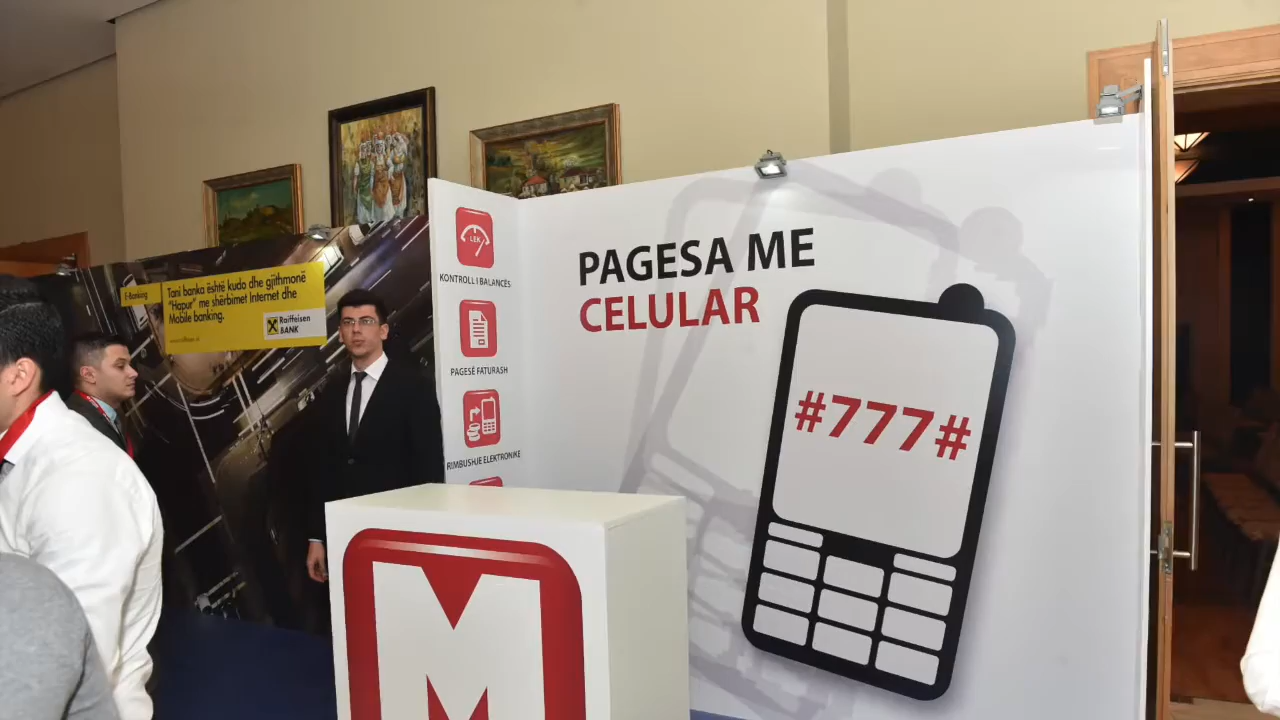 E-Banking
Tani banka është kudo dhe gjithmonë
"Hapur" me shërbimet Internet dhe
Mobile banking.
Raiffeisen
BANK
LEK
KONTROLL I BALANCËS
PAGESË FATURASH
RIMBUSHJE ELEKTRONIKE
PAGESA ME
CELULAR
#777#
M